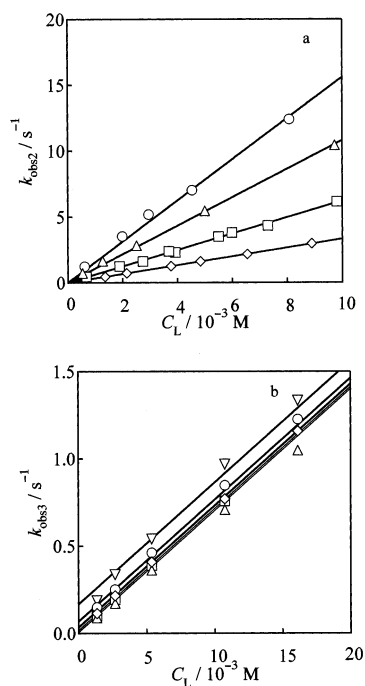 a
20
15
10
5
0
k_obs2 / s⁻¹
0 2 4 6 8 10
C_L / 10⁻³ M
b
1.5
1.0
0.5
0.0
k_obs3 / s⁻¹
0 5 10 15 20
C_L / 10⁻³ M